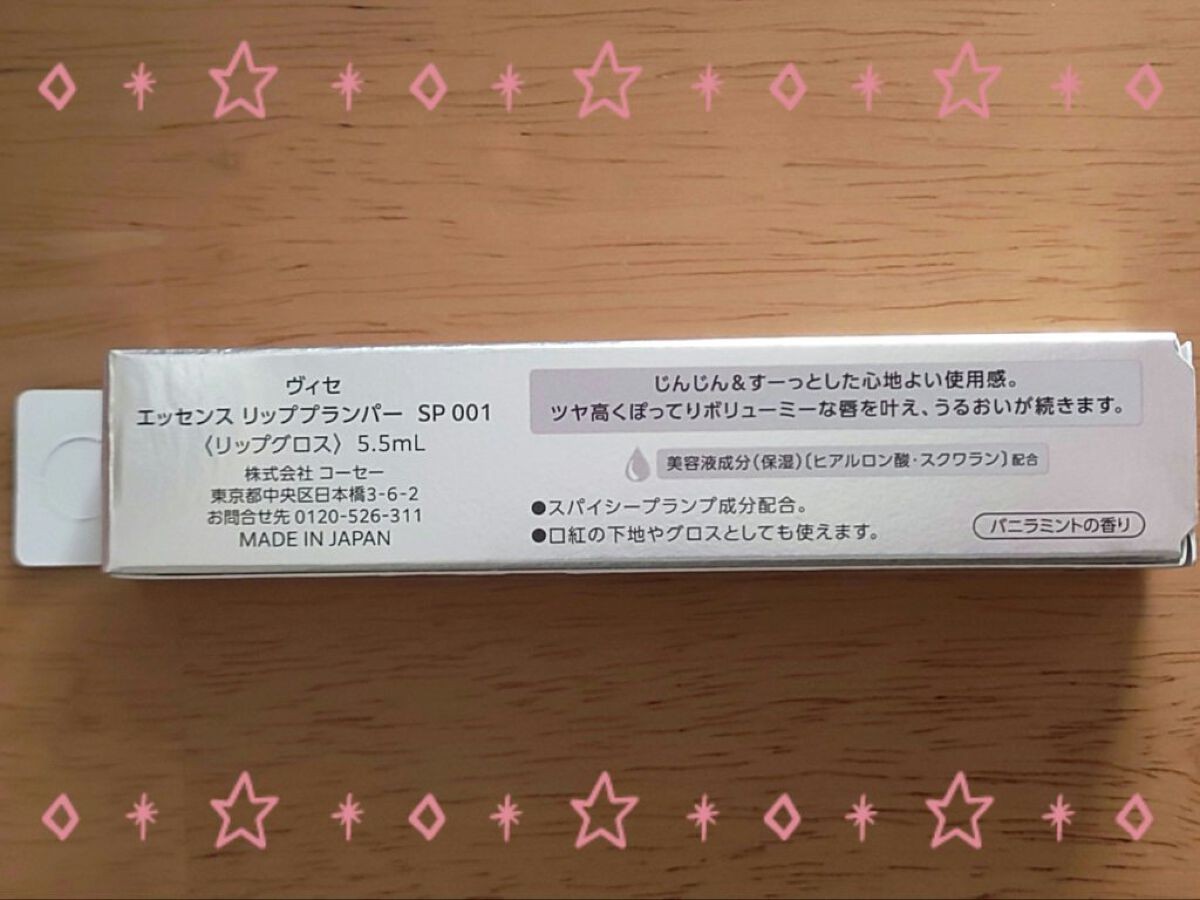 ヴィセ
エッセンス リッププランパー SP 001
〈リップグロス〉 5.5mL
株式会社 コーセー
東京都中央区日本橋3-6-2
お問合せ先 0120-526-311
MADE IN JAPAN
じんじん&すーっとした心地よい使用感。
ツヤ高くぽってりボリューミーな唇を叶え、うるおいが続きます。
美容液成分(保湿)〔ヒアルロン酸・スクワラン〕配合
●スパイシープランプ成分配合。
●口紅の下地やグロスとしても使えます。
バニラミントの香り